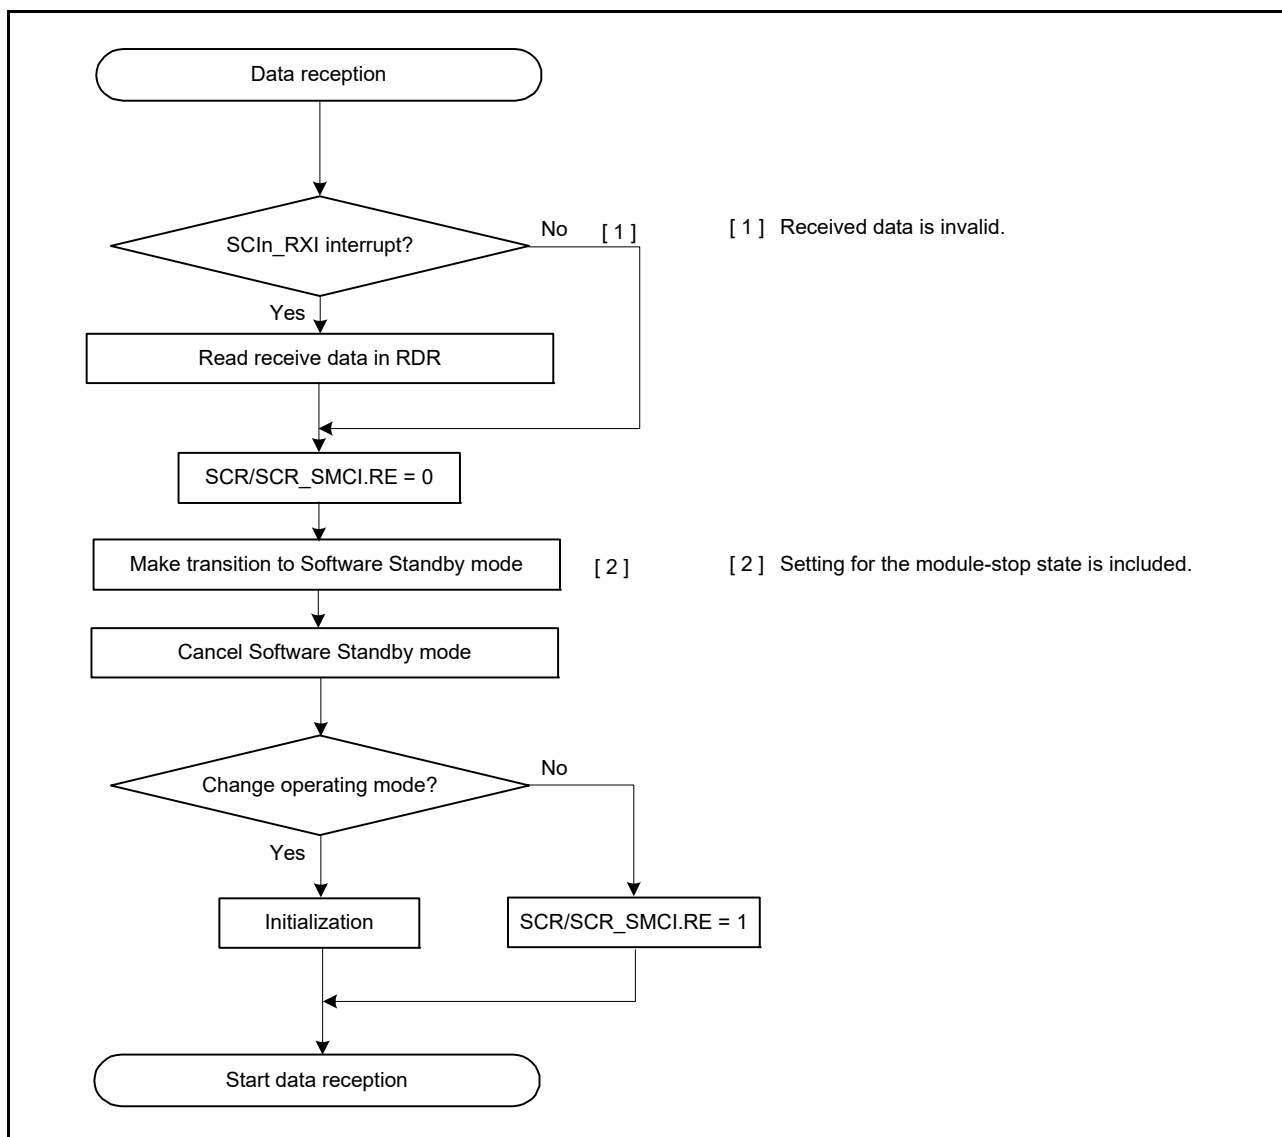 Data reception
SCIn_RXI interrupt?
No
[ 1 ]
[ 1 ] Received data is invalid.
Yes
Read receive data in RDR
SCR/SCR_SMCI.RE = 0
Make transition to Software Standby mode
[ 2 ]
[ 2 ] Setting for the module-stop state is included.
Cancel Software Standby mode
Change operating mode?
No
Yes
Initialization
SCR/SCR_SMCI.RE = 1
Start data reception